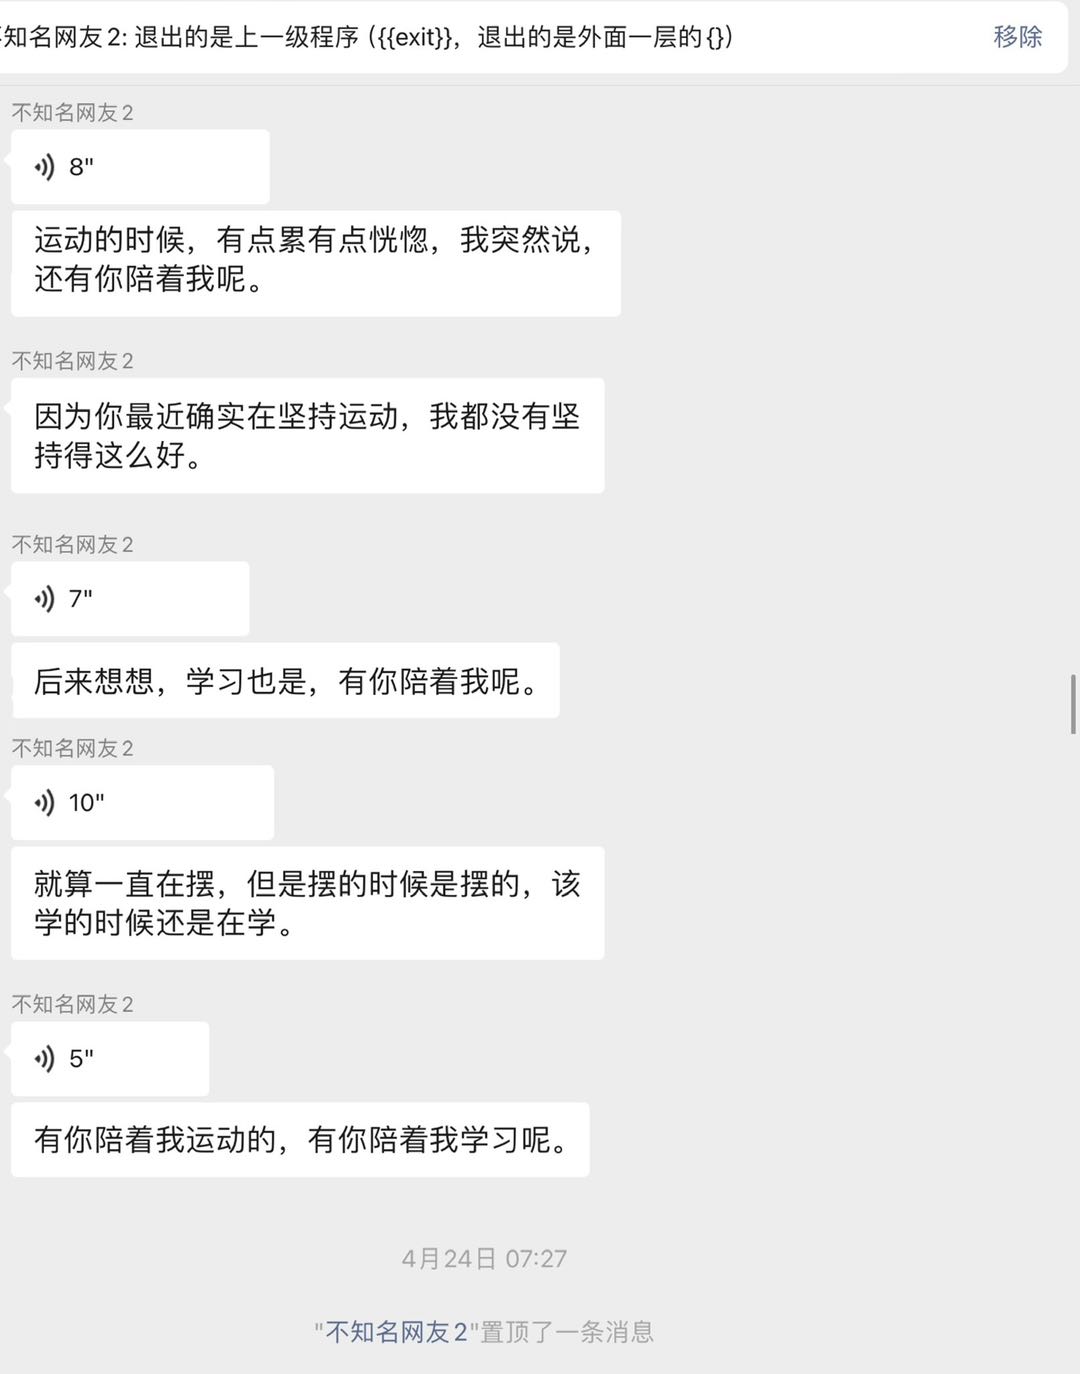 知名网友2: 退出的是上一级程序 ({{exit}}，退出的是外面一层的{})
移除
不知名网友2
8"
运动的时候，有点累有点恍惚，我突然说，
还有你陪着我呢。
不知名网友2
因为你最近确实在坚持运动，我都没有坚
持得这么好。
不知名网友2
7"
后来想想，学习也是，有你陪着我呢。
不知名网友2
10"
就算一直在摆，但是摆的时候是摆的，该
学的时候还是在学。
不知名网友2
5"
有你陪着我运动的，有你陪着我学习呢。
4月24日 07:27
"不知名网友2"置顶了一条消息